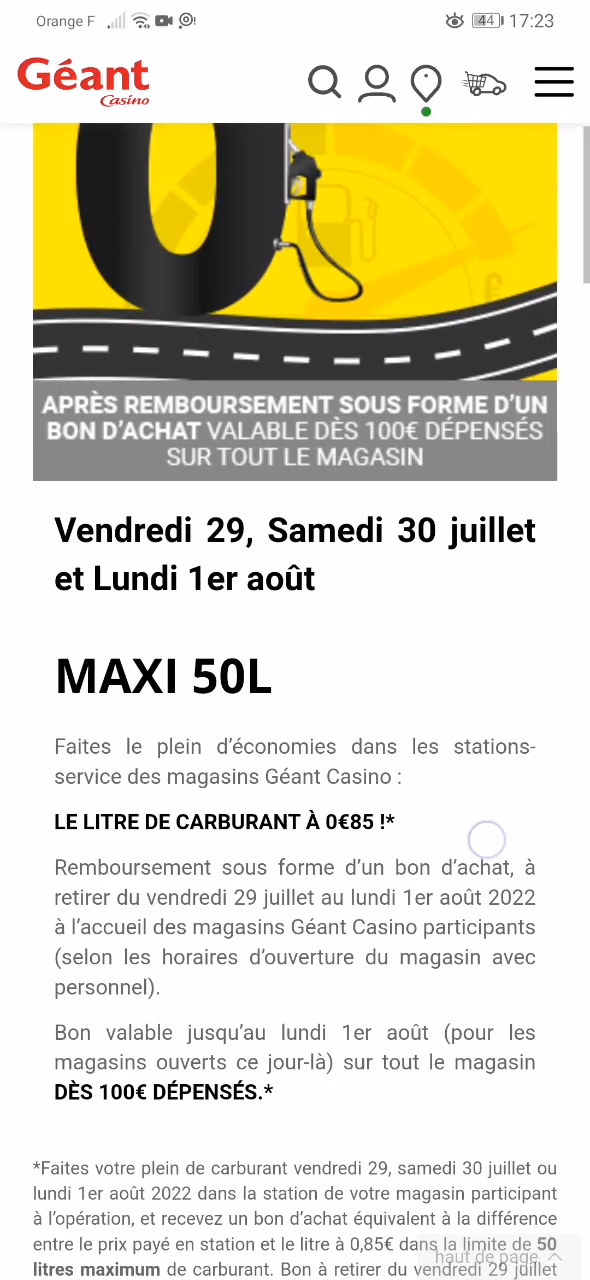 Orange F
44
17:23
Géant
Casino
0
€
APRÈS REMBOURSEMENT SOUS FORME D'UN
BON D'ACHAT VALABLE DÈS 100€ DÉPENSÉS
SUR TOUT LE MAGASIN
Vendredi 29, Samedi 30 juillet
et Lundi 1er août
MAXI 50L
Faites le plein d'économies dans les stations-
service des magasins Géant Casino :
LE LITRE DE CARBURANT À 0€85 !*
Remboursement sous forme d'un bon d'achat, à
retirer du vendredi 29 juillet au lundi 1er août 2022
à l'accueil des magasins Géant Casino participants
(selon les horaires d'ouverture du magasin avec
personnel).
Bon valable jusqu'au lundi 1er août (pour les
magasins ouverts ce jour-là) sur tout le magasin
DÈS 100€ DÉPENSÉS.*
*Faites votre plein de carburant vendredi 29, samedi 30 juillet ou
lundi 1er août 2022 dans la station de votre magasin participant
à l'opération, et recevez un bon d'achat équivalent à la différence
entre le prix payé en station et le litre à 0,85€ dans la limite de 50
haut de page
litres maximum de carburant. Bon à retirer du vendredi 29 juillet